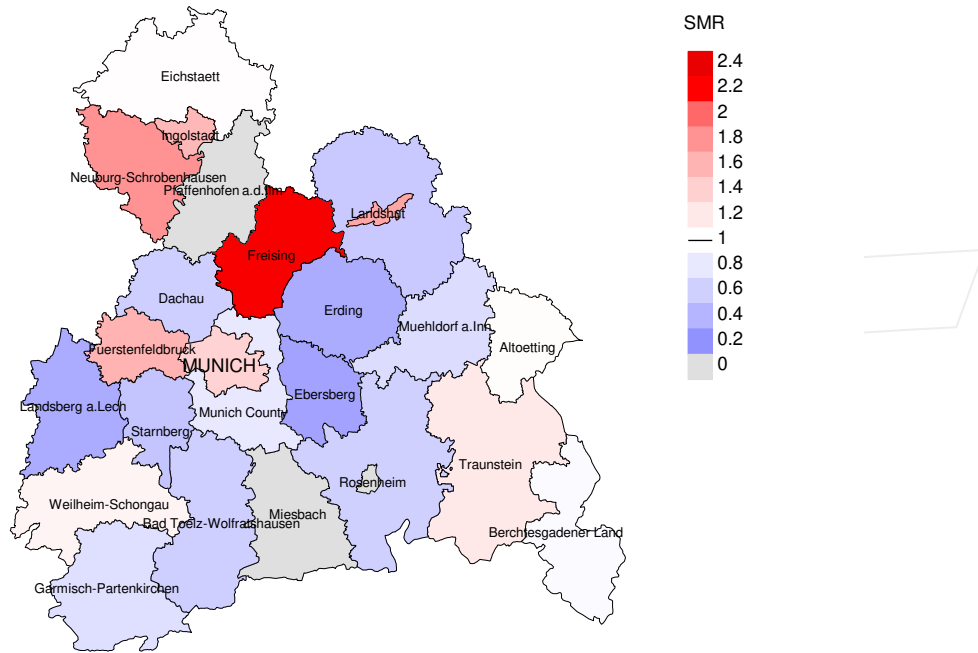 SMR
2.4
2.2
2
1.8
1.6
1.4
1.2
1
0.8
0.6
0.4
0.2
0
Eichstaett
Ingolstadt
Neuburg-Schrobenhausen
Pfaffenhofen a.d.Ilm
Landshut
Freising
Dachau
Erding
Muehldorf a.Inn
Altoetting
Fuerstenfeldbruck
MUNICH
Ebersberg
Landsberg a.Lech
Munich County
Starnberg
Traunstein
Rosenheim
Weilheim-Schongau
Miesbach
Bad Toelz-Wolfratshausen
Berchtesgadener Land
Garmisch-Partenkirchen